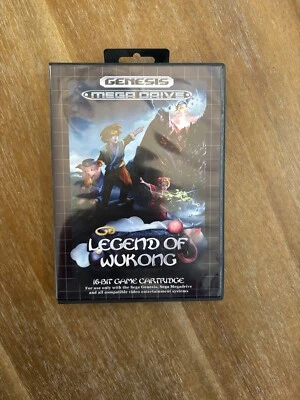 GENESIS
MEGA DRIVE
LEGEND OF
WUKONG
16-BIT GAME CARTRIDGE
For use only with the Sega Genesis, Sega Megadrive
and all compatible video entertainment systems